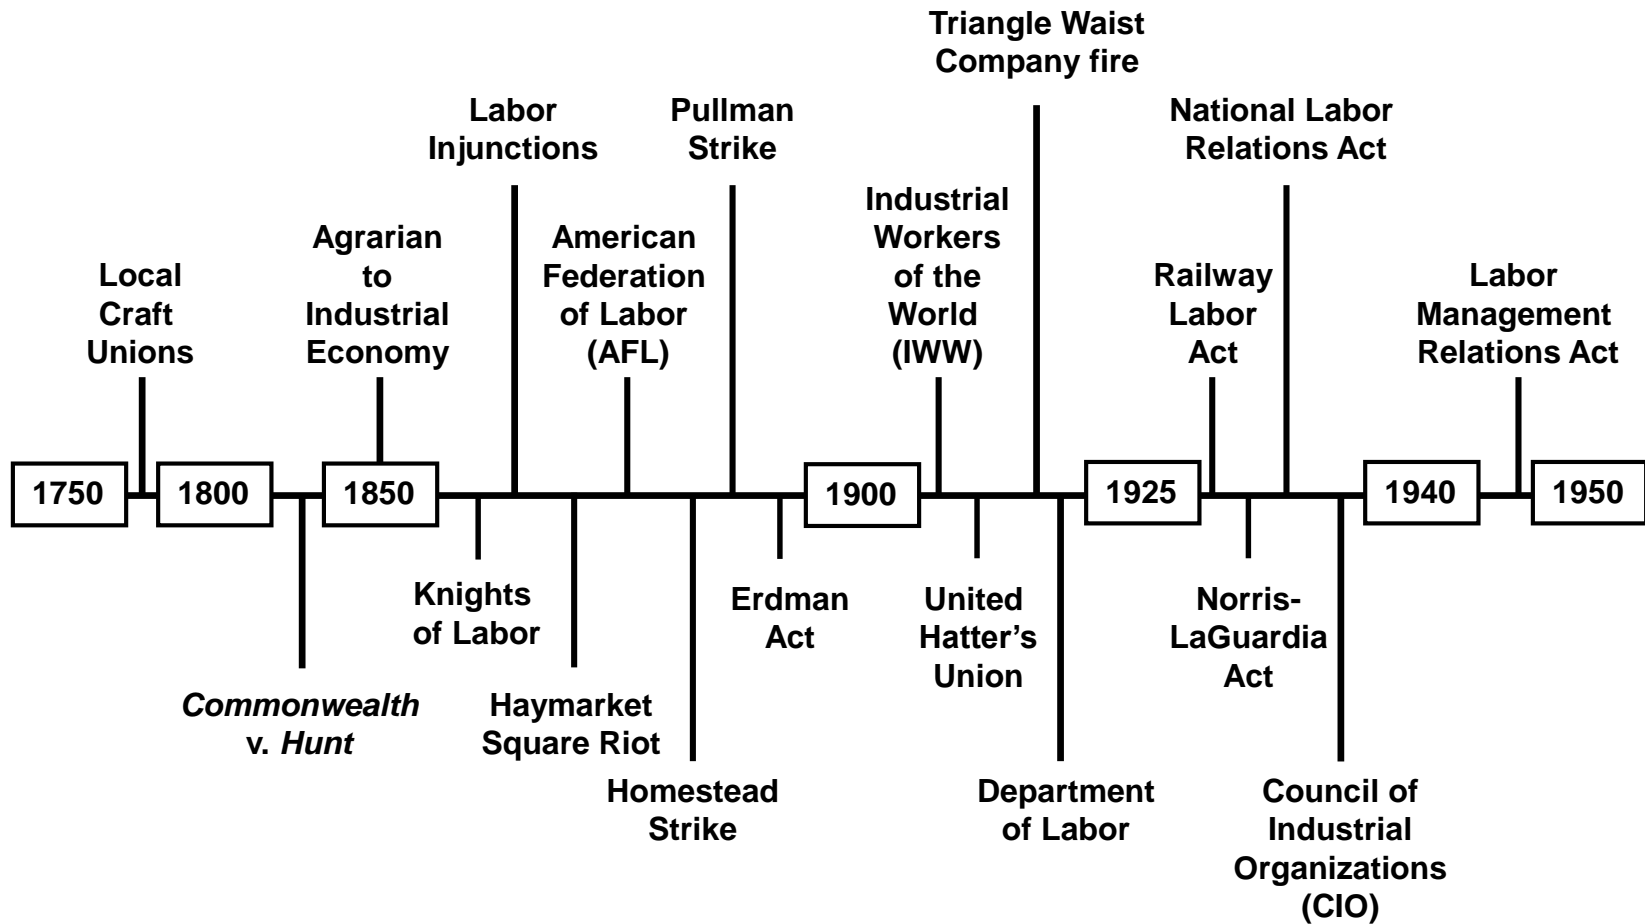 Triangle Waist
Company fire
Labor
Injunctions
Pullman
Strike
National Labor
Relations Act
Local
Craft
Unions
Agrarian
to
Industrial
Economy
American
Federation
of Labor
(AFL)
Industrial
Workers
of the
World
(IWW)
Railway
Labor
Act
Labor
Management
Relations Act
1750
1800
1850
1900
1925
1940
1950
Commonwealth
v. Hunt
Knights
of Labor
Haymarket
Square Riot
Homestead
Strike
Erdman
Act
United
Hatter’s
Union
Department
of Labor
Norris-
LaGuardia
Act
Council of
Industrial
Organizations
(CIO)